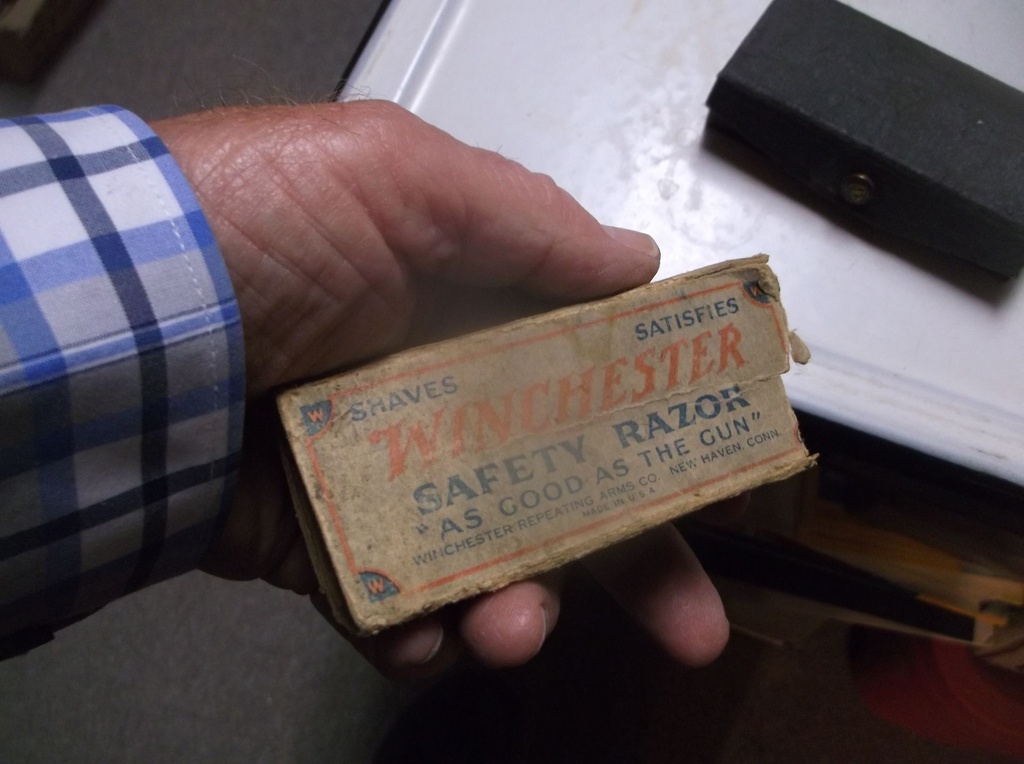 SHAVES SATISFIES
WINCHESTER
SAFETY RAZOR
"AS GOOD AS THE GUN"
WINCHESTER REPEATING ARMS CO. NEW HAVEN, CONN.
MADE IN U.S.A.
W
W
W